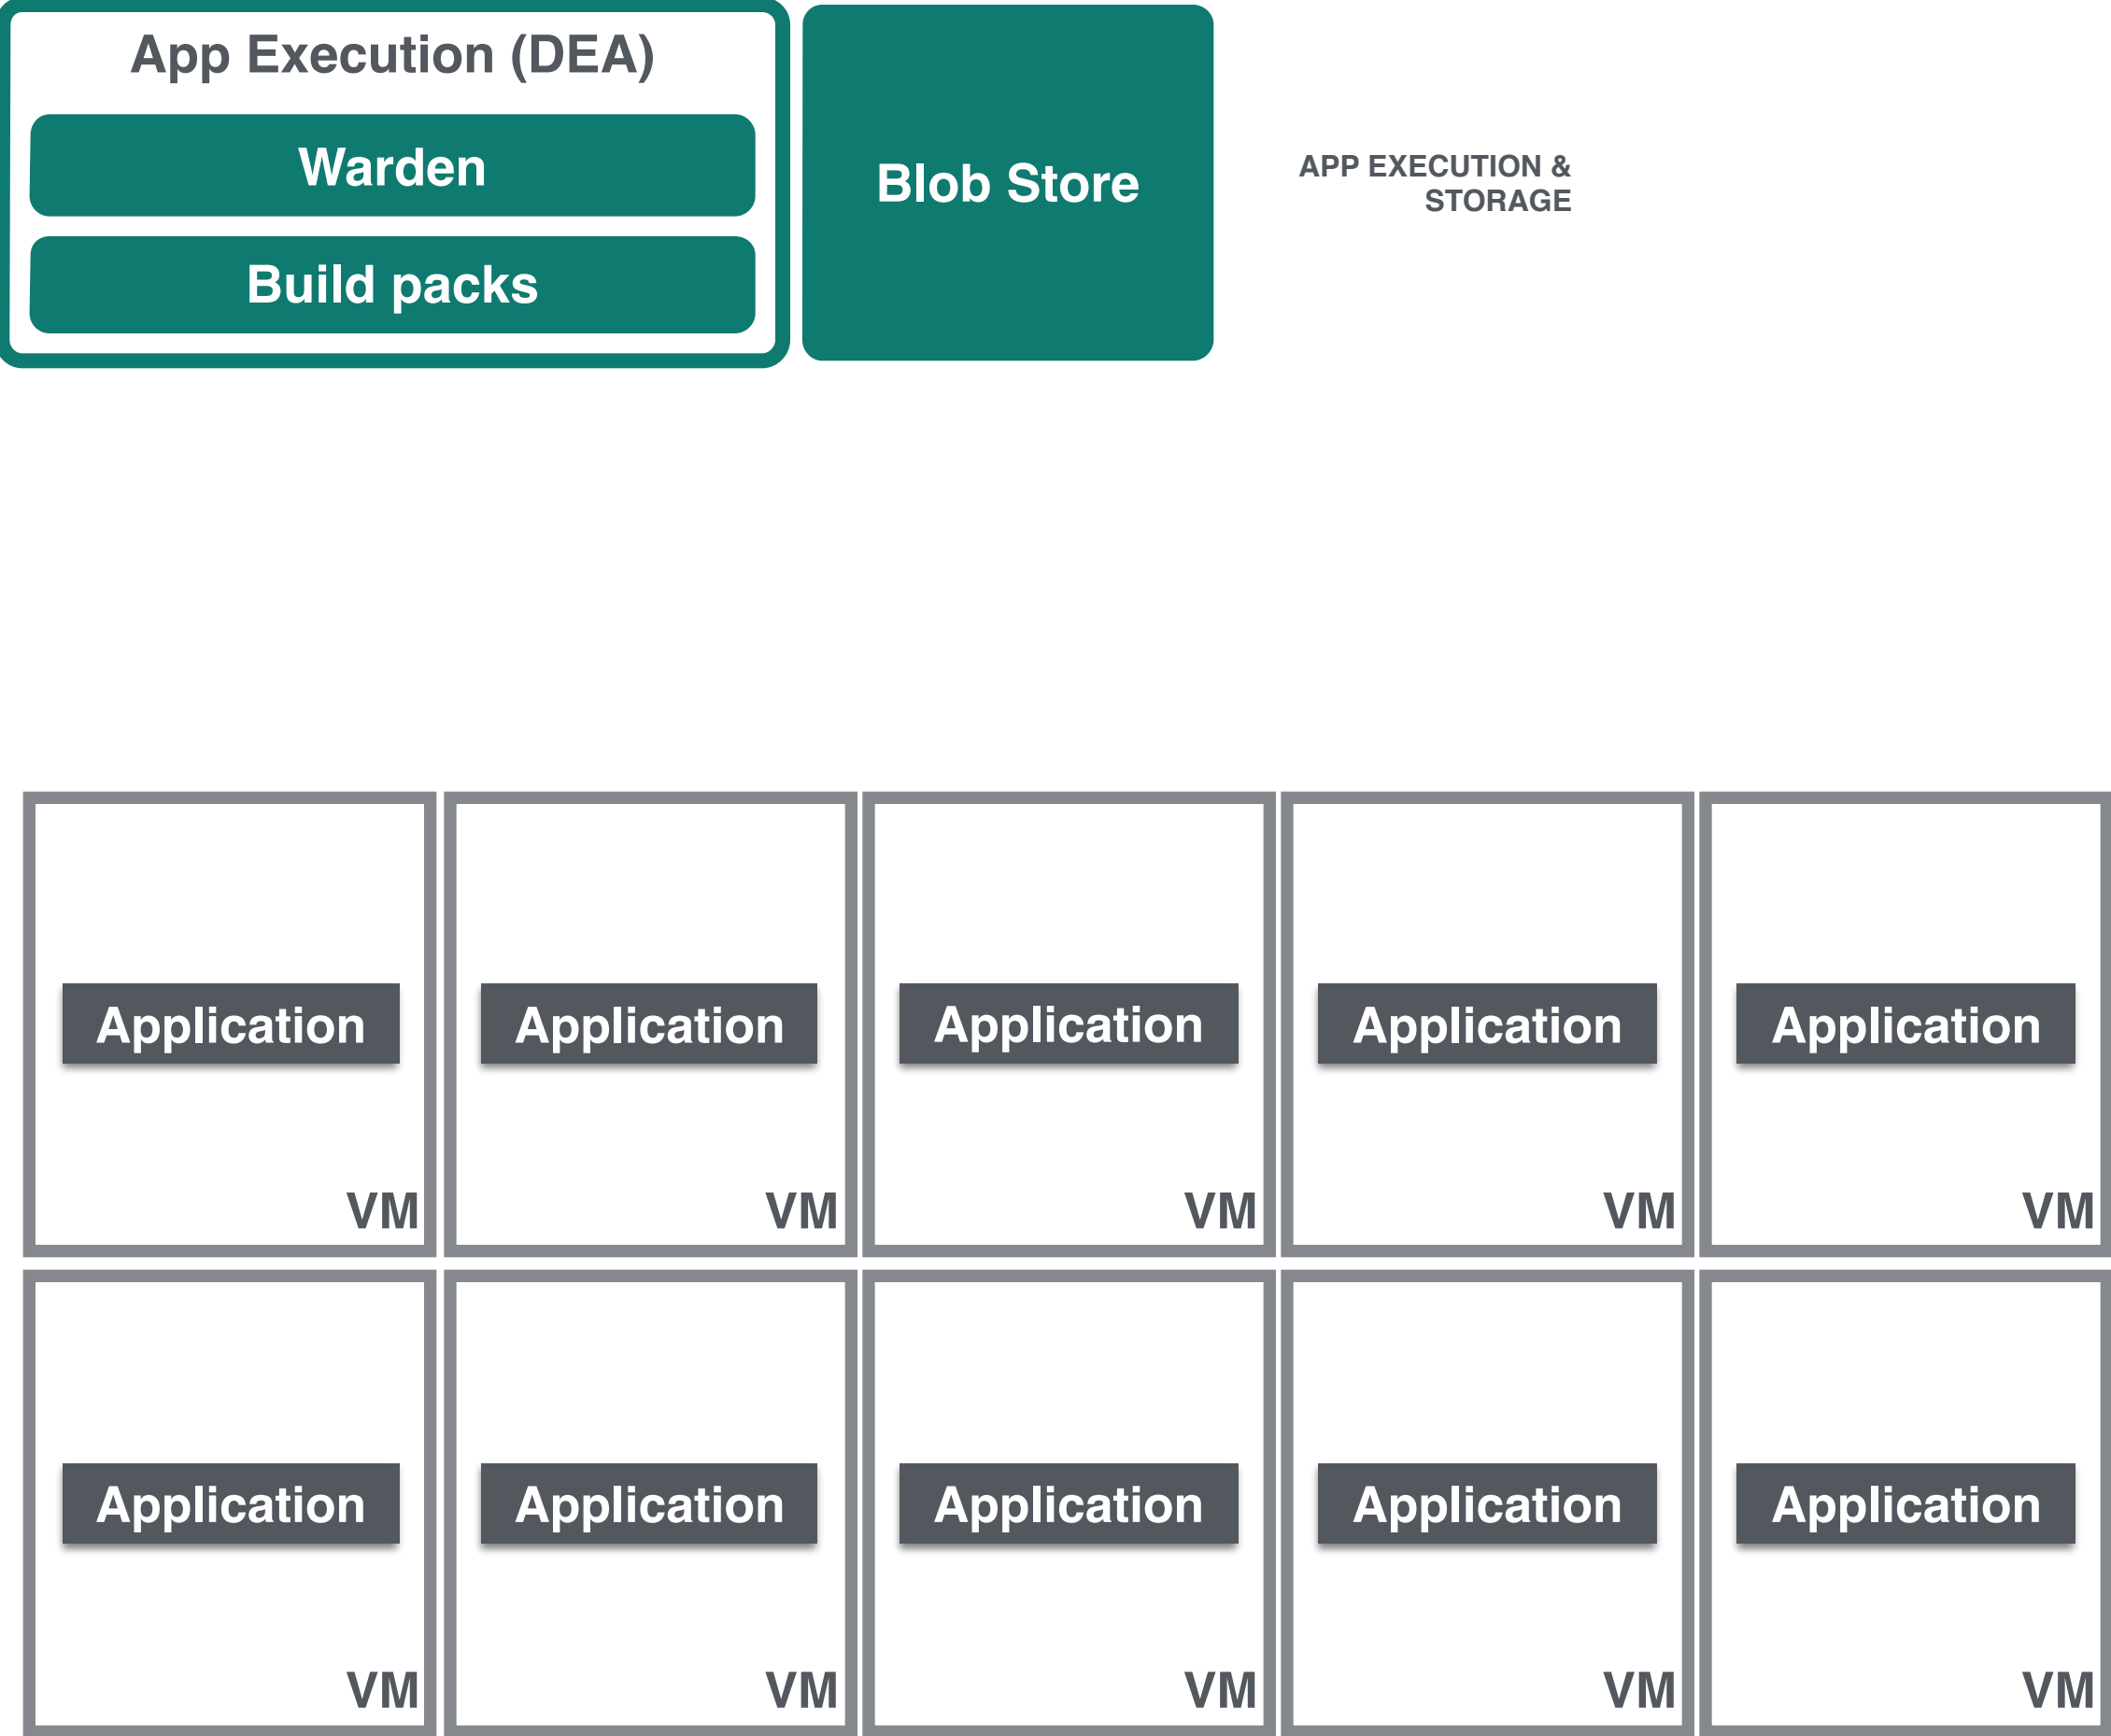 App Execution (DEA)
Warden
Build packs
Blob Store
APP EXECUTION &
STORAGE
Application
VM
Application
VM
Application
VM
Application
VM
Application
VM
Application
VM
Application
VM
Application
VM
Application
VM
Application
VM